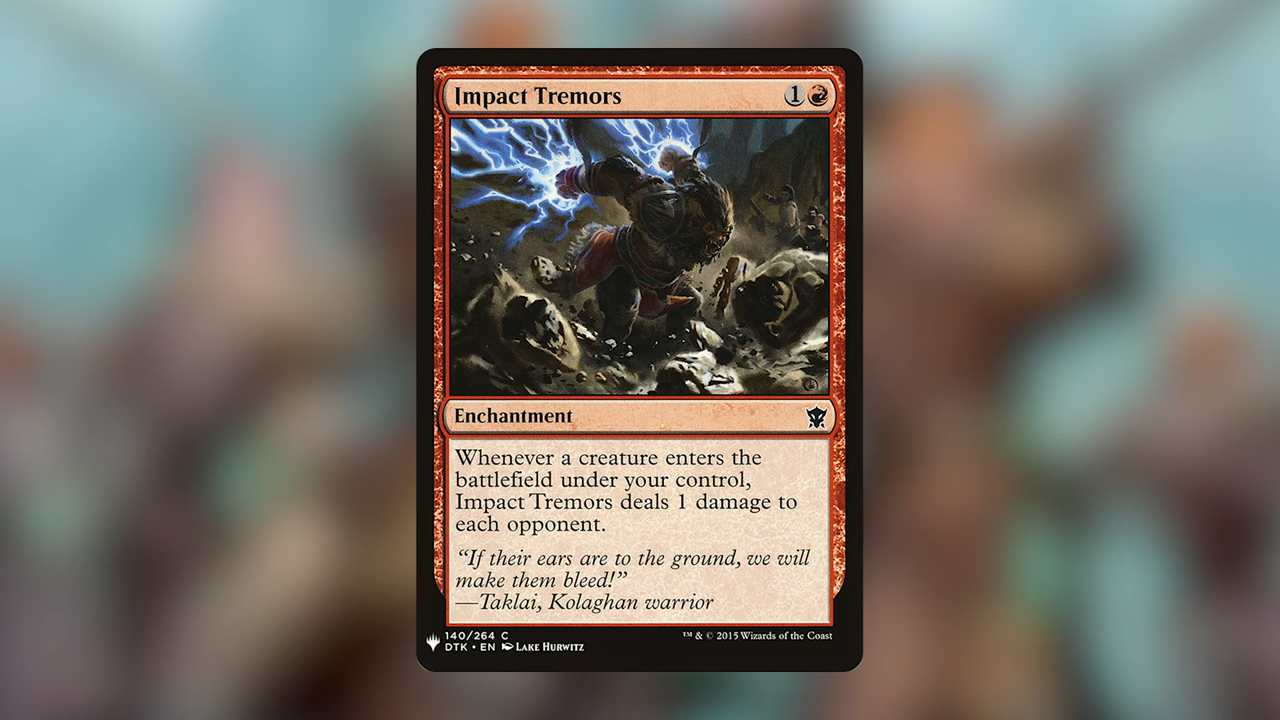 Impact Tremors 1
Enchantment
Whenever a creature enters the
battlefield under your control,
Impact Tremors deals 1 damage to
each opponent.
“If their ears are to the ground, we will
make them bleed!”
—Taklai, Kolaghan warrior
140/264 C
™ & © 2015 Wizards of the Coast
DTK • EN Lake Hurwitz